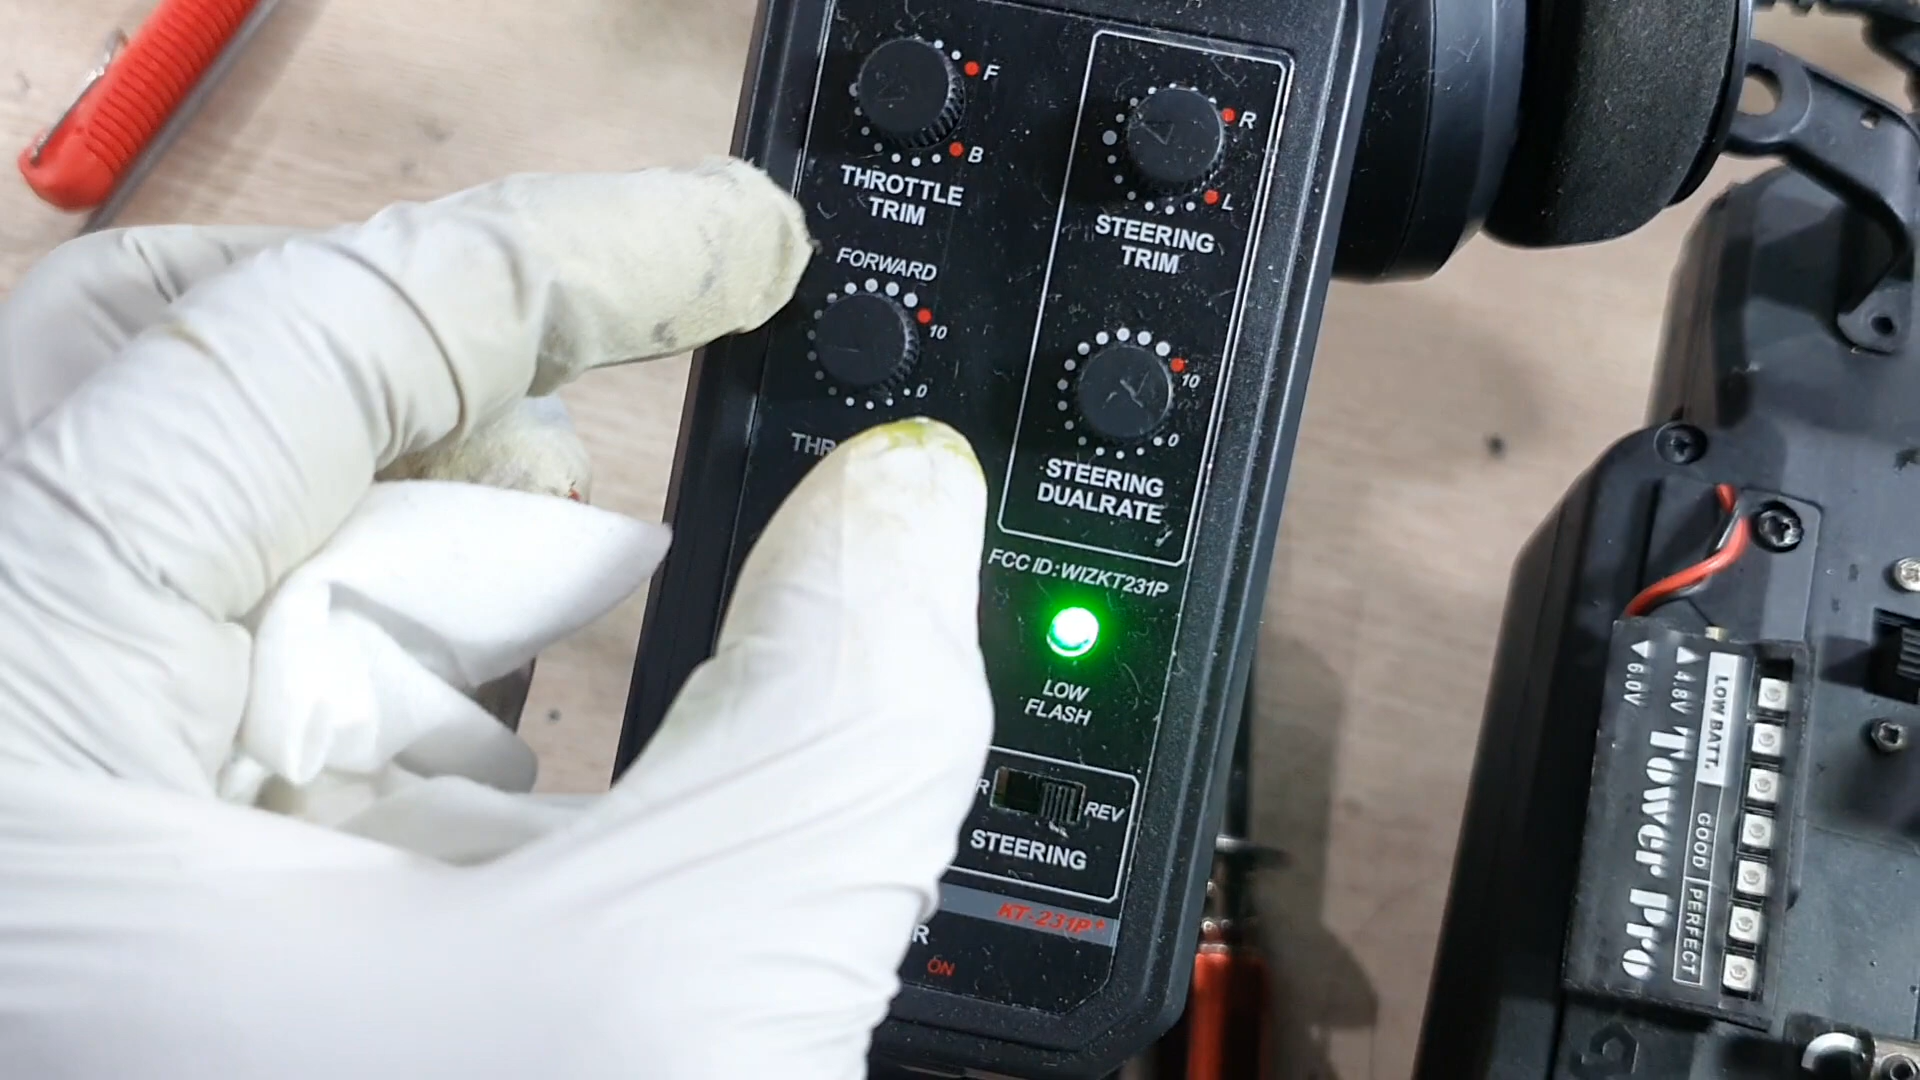 F
B
THROTTLE
TRIM
R
L
STEERING
TRIM
FORWARD
10
0
THR
10
0
STEERING
DUALRATE
FCC ID:WIZKT231P
LOW
FLASH
R
REV
STEERING
KT-231P+
R
ON
▼6.0V
▲4.8V
LOW BATT.
GOOD
PERFECT
Tower Pro